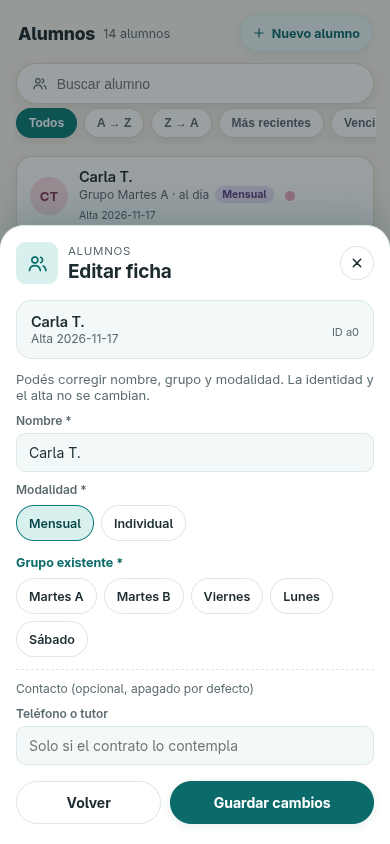 Alumnos 14 alumnos + Nuevo alumno
Buscar alumno
Todos A → Z Z → A Más recientes Venci
CT Carla T.
Grupo Martes A · al día Mensual
Alta 2026-11-17
ALUMNOS
Editar ficha
Carla T.
Alta 2026-11-17 ID a0
Podés corregir nombre, grupo y modalidad. La identidad y
el alta no se cambian.
Nombre *
Carla T.
Modalidad *
Mensual Individual
Grupo existente *
Martes A Martes B Viernes Lunes
Sábado
Contacto (opcional, apagado por defecto)
Teléfono o tutor
Solo si el contrato lo contempla
Volver Guardar cambios